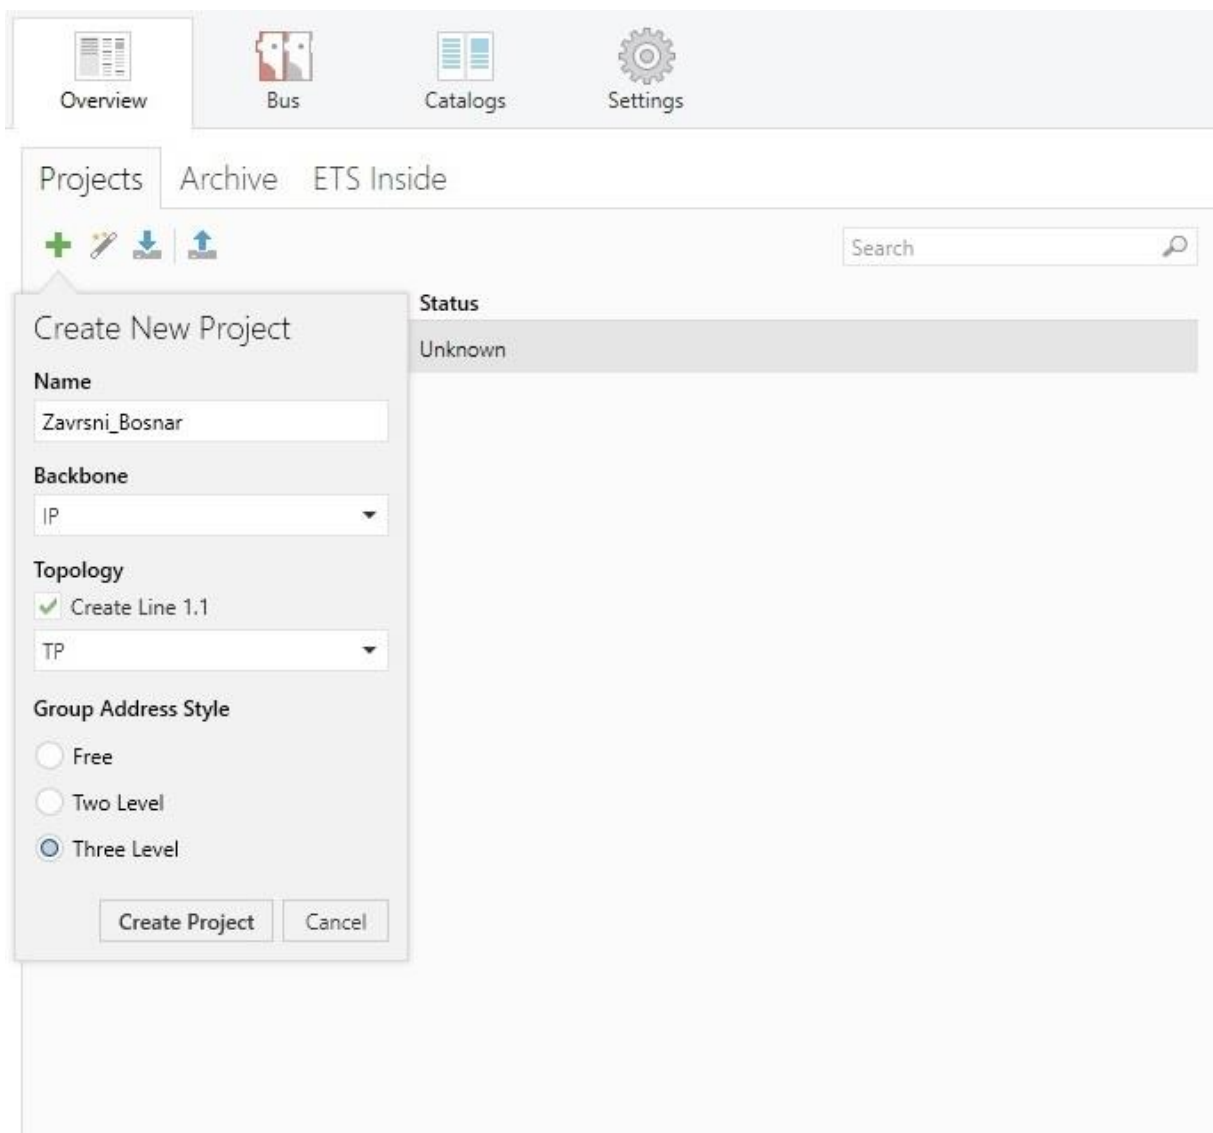 Overview Bus Catalogs Settings
Projects Archive ETS Inside
Search
Status
Unknown
Create New Project
Name
Zavrsni_Bosnar
Backbone
IP
Topology
Create Line 1.1
TP
Group Address Style
Free
Two Level
Three Level
Create Project Cancel